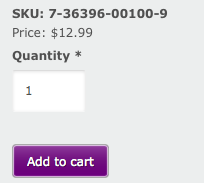 SKU: 7-36396-00100-9
Price: $12.99
Quantity *
1
Add to cart